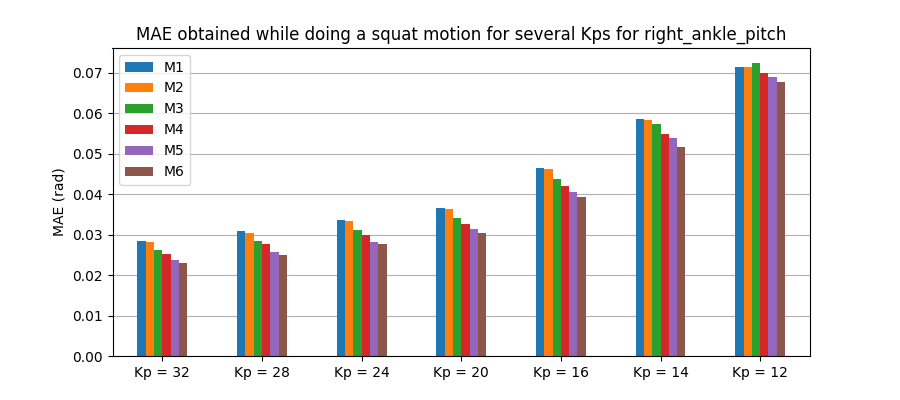 MAE obtained while doing a squat motion for several Kps for right_ankle_pitch
M1
M2
M3
M4
M5
M6
MAE (rad)
0.07
0.06
0.05
0.04
0.03
0.02
0.01
0.00
Kp = 32 Kp = 28 Kp = 24 Kp = 20 Kp = 16 Kp = 14 Kp = 12